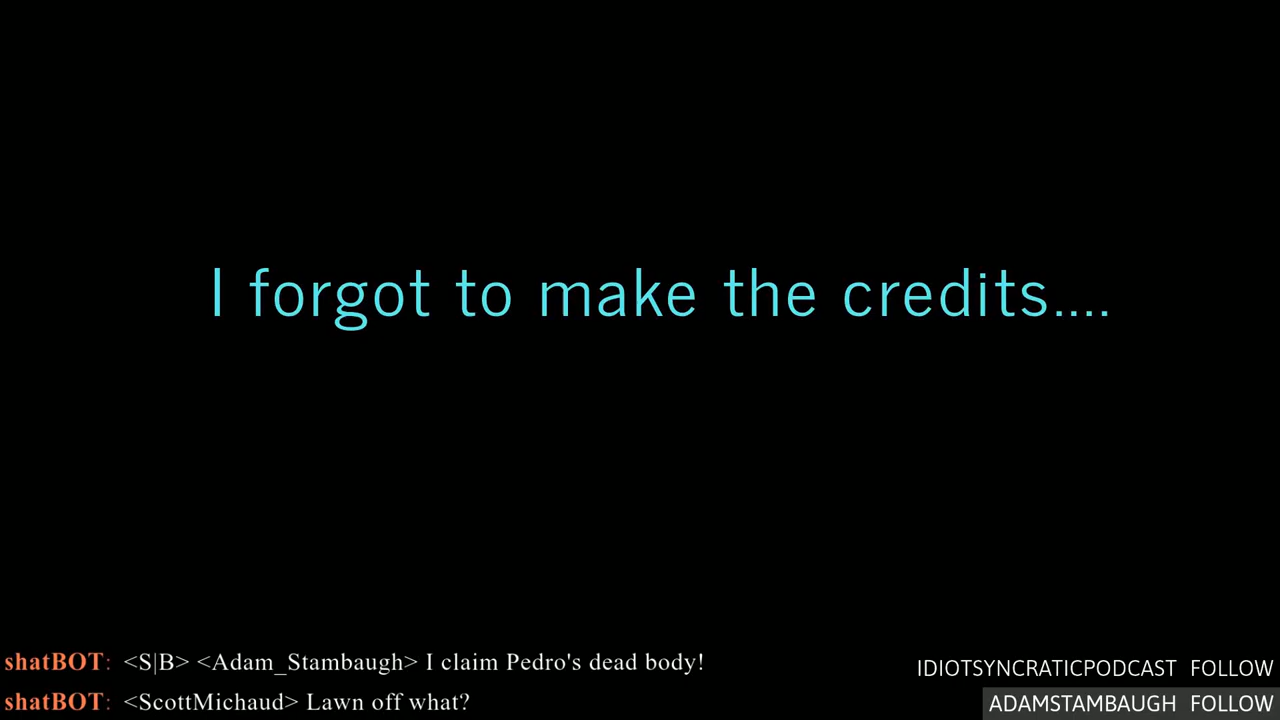 I forgot to make the credits....
shatBOT: <S|B> <Adam_Stambaugh> I claim Pedro's dead body!
shatBOT: <ScottMichaud> Lawn off what?
IDIOTSYNCRATICPODCAST FOLLOW
ADAMSTAMBAUGH FOLLOW